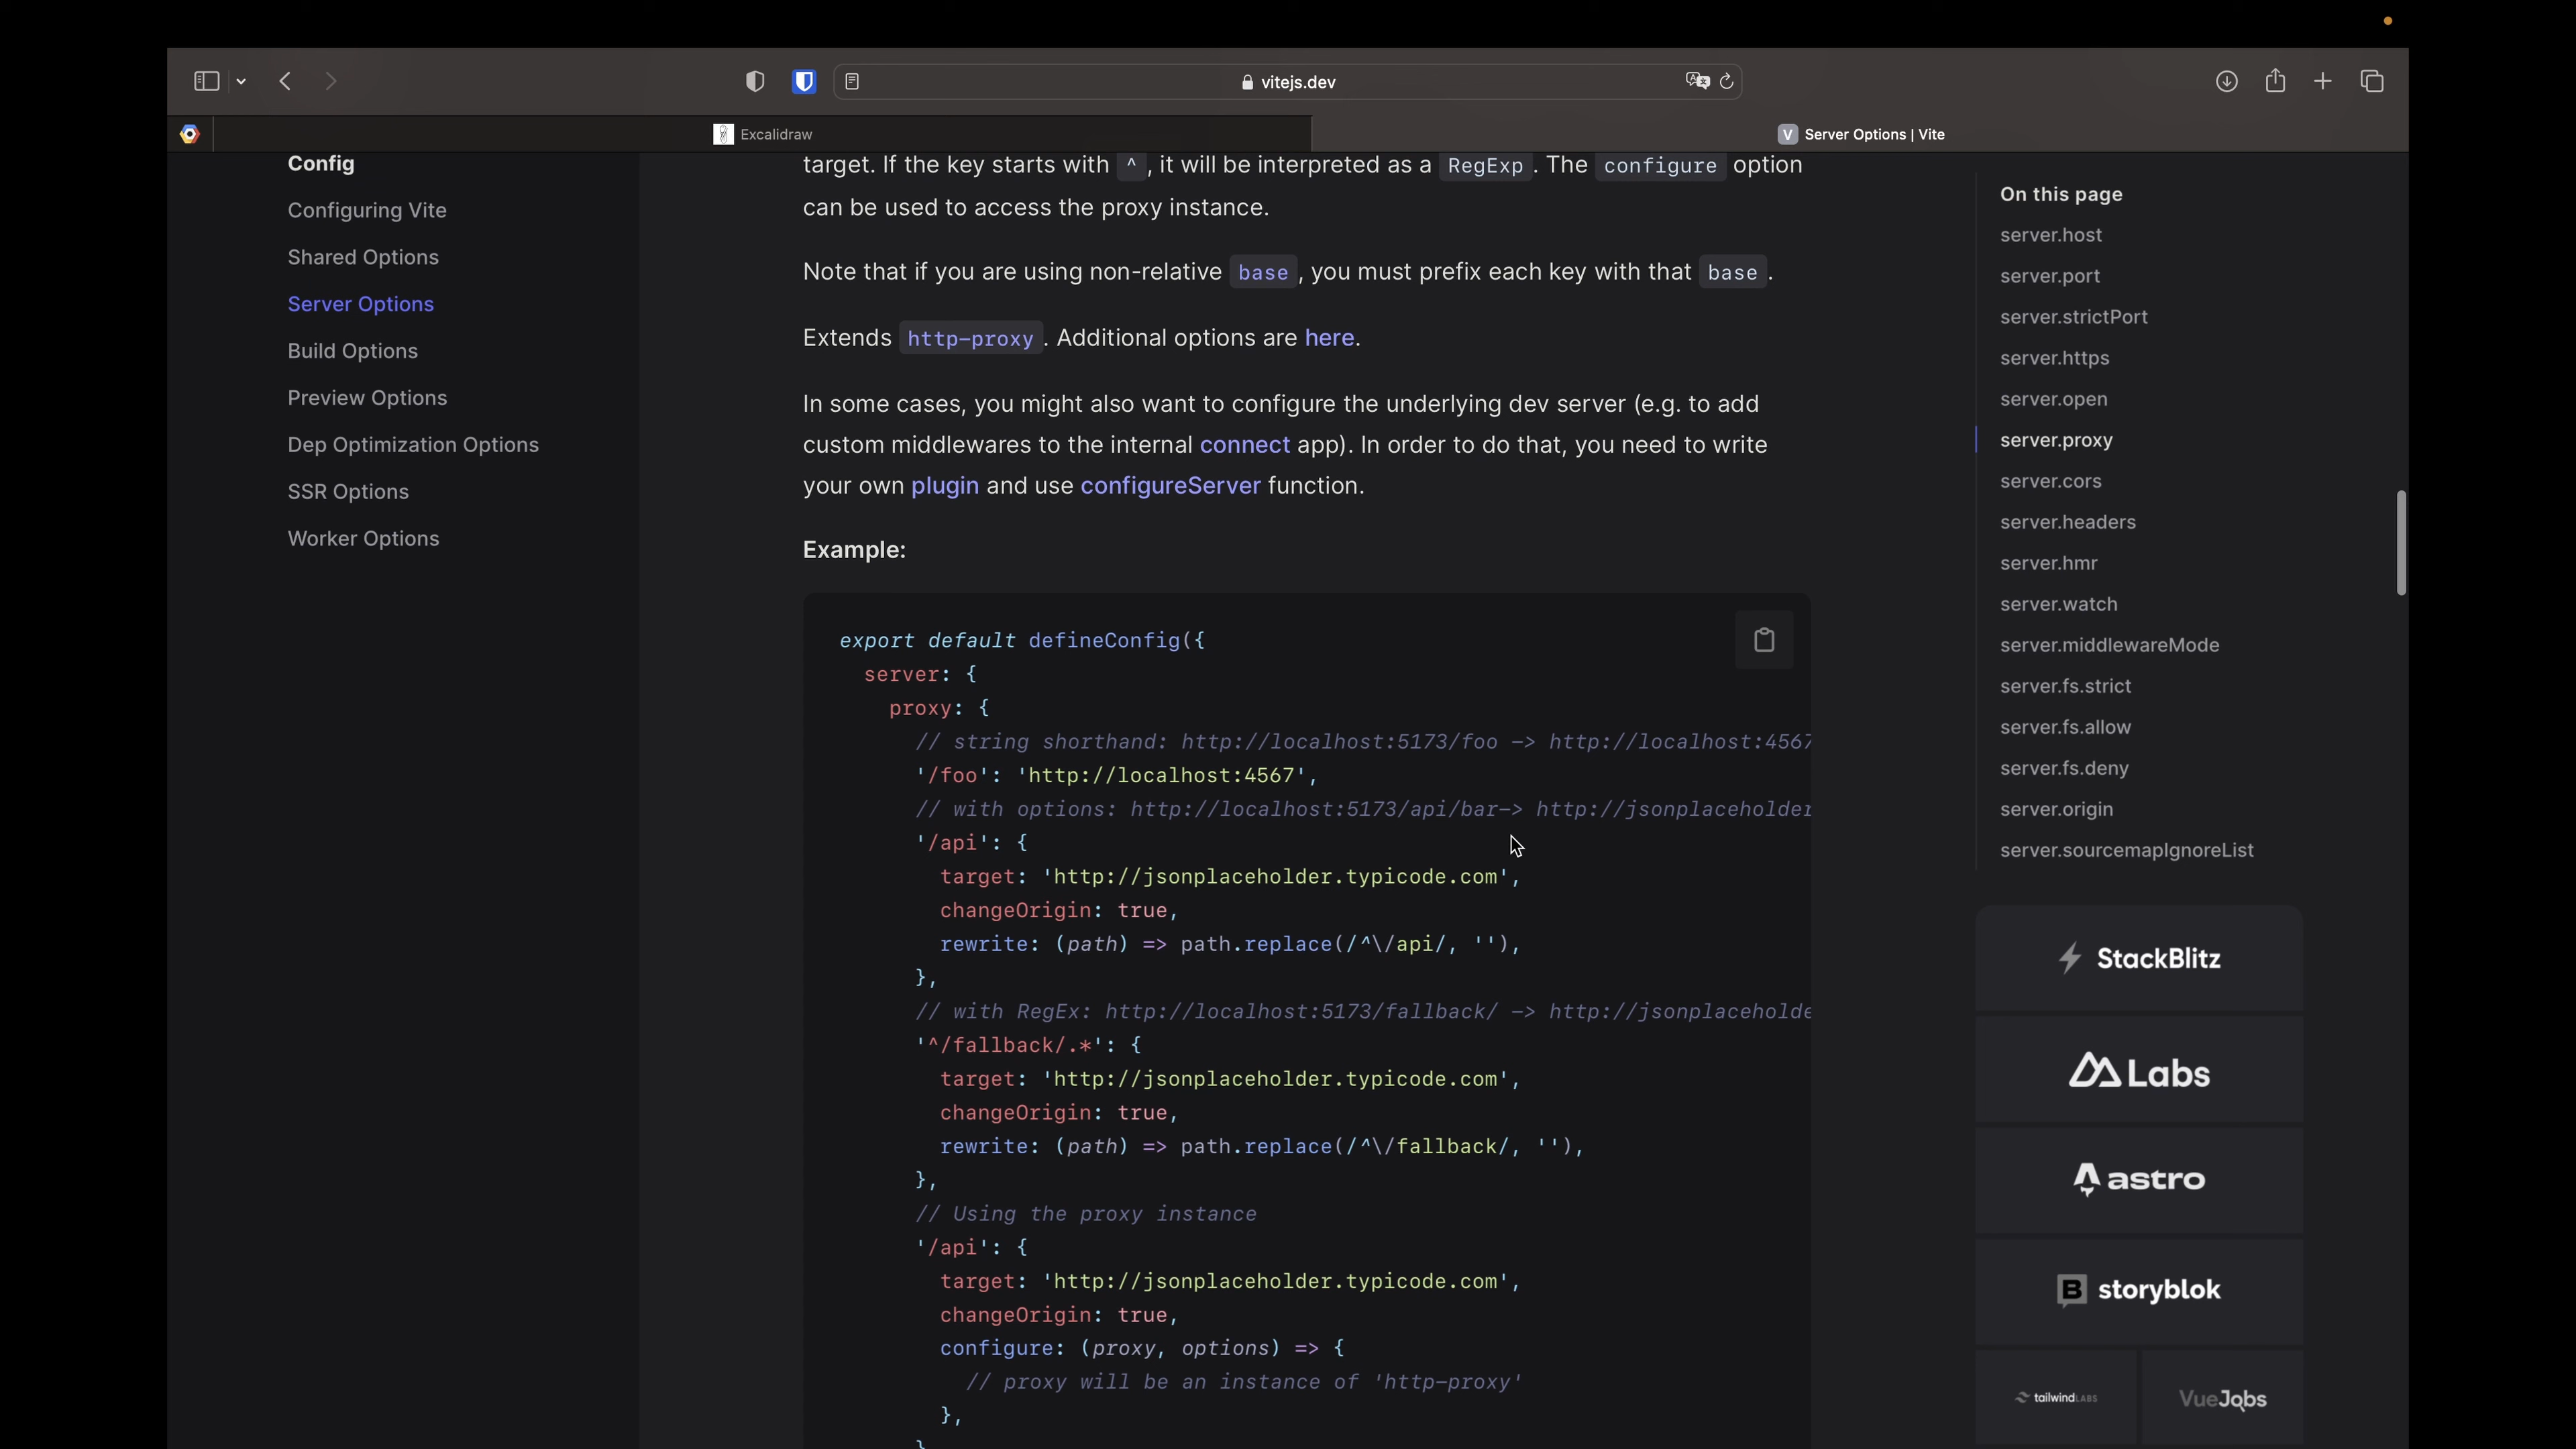 vitejs.dev
Excalidraw
V Server Options | Vite
Config
Configuring Vite
Shared Options
Server Options
Build Options
Preview Options
Dep Optimization Options
SSR Options
Worker Options
target. If the key starts with ^, it will be interpreted as a RegExp. The configure option
can be used to access the proxy instance.
Note that if you are using non-relative base, you must prefix each key with that base.
Extends http-proxy. Additional options are here.
In some cases, you might also want to configure the underlying dev server (e.g. to add
custom middlewares to the internal connect app). In order to do that, you need to write
your own plugin and use configureServer function.
Example:
export default defineConfig({
server: {
proxy: {
// string shorthand: http://localhost:5173/foo -> http://localhost:4567
'/foo': 'http://localhost:4567',
// with options: http://localhost:5173/api/bar-> http://jsonplaceholder
'/api': {
target: 'http://jsonplaceholder.typicode.com',
changeOrigin: true,
rewrite: (path) => path.replace(/^\/api/, ''),
},
// with RegEx: http://localhost:5173/fallback/ -> http://jsonplaceholde
'^/fallback/.*': {
target: 'http://jsonplaceholder.typicode.com',
changeOrigin: true,
rewrite: (path) => path.replace(/^\/fallback/, ''),
},
// Using the proxy instance
'/api': {
target: 'http://jsonplaceholder.typicode.com',
changeOrigin: true,
configure: (proxy, options) => {
// proxy will be an instance of 'http-proxy'
},
On this page
server.host
server.port
server.strictPort
server.https
server.open
server.proxy
server.cors
server.headers
server.hmr
server.watch
server.middlewareMode
server.fs.strict
server.fs.allow
server.fs.deny
server.origin
server.sourcemapIgnoreList
StackBlitz
Labs
astro
B storyblok
tailwind LABS
VueJobs